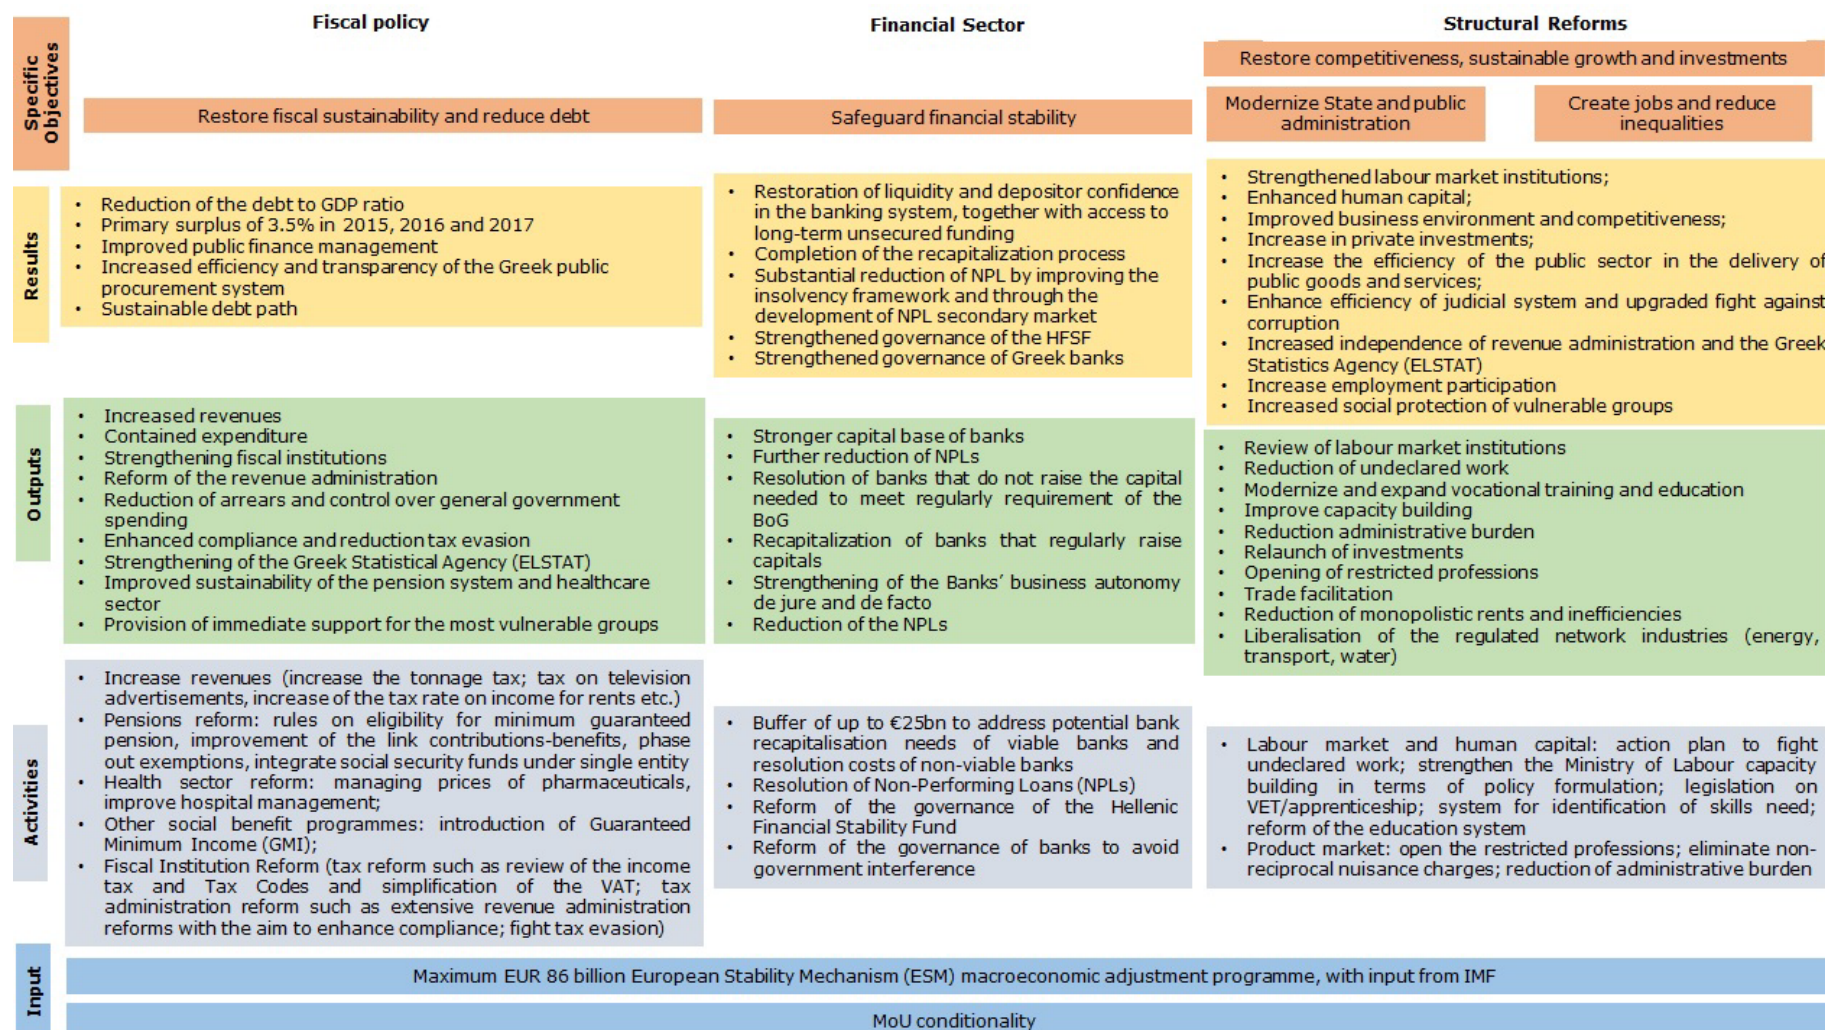 Fiscal policy
Financial Sector
Structural Reforms
Specific
Objectives
Restore fiscal sustainability and reduce debt
Safeguard financial stability
Restore competitiveness, sustainable growth and investments
Modernize State and public
administration
Create jobs and reduce
inequalities
Results
• Reduction of the debt to GDP ratio
• Primary surplus of 3.5% in 2015, 2016 and 2017
• Improved public finance management
• Increased efficiency and transparency of the Greek public
procurement system
• Sustainable debt path
• Restoration of liquidity and depositor confidence
in the banking system, together with access to
long-term unsecured funding
• Completion of the recapitalization process
• Substantial reduction of NPL by improving the
insolvency framework and through the
development of NPL secondary market
• Strengthened governance of the HFSF
• Strengthened governance of Greek banks
• Strengthened labour market institutions;
• Enhanced human capital;
• Improved business environment and competitiveness;
• Increase in private investments;
• Increase the efficiency of the public sector in the delivery of
public goods and services;
• Enhance efficiency of judicial system and upgraded fight against
corruption
• Increased independence of revenue administration and the Greek
Statistics Agency (ELSTAT)
• Increase employment participation
• Increased social protection of vulnerable groups
Outputs
• Increased revenues
• Contained expenditure
• Strengthening fiscal institutions
• Reform of the revenue administration
• Reduction of arrears and control over general government
spending
• Enhanced compliance and reduction tax evasion
• Strengthening of the Greek Statistical Agency (ELSTAT)
• Improved sustainability of the pension system and healthcare
sector
• Provision of immediate support for the most vulnerable groups
• Stronger capital base of banks
• Further reduction of NPLs
• Resolution of banks that do not raise the capital
needed to meet regularly requirement of the
BoG
• Recapitalization of banks that regularly raise
capitals
• Strengthening of the Banks' business autonomy
de jure and de facto
• Reduction of the NPLs
• Review of labour market institutions
• Reduction of undeclared work
• Modernize and expand vocational training and education
• Improve capacity building
• Reduction administrative burden
• Relaunch of investments
• Opening of restricted professions
• Trade facilitation
• Reduction of monopolistic rents and inefficiencies
• Liberalisation of the regulated network industries (energy,
transport, water)
Activities
• Increase revenues (increase the tonnage tax; tax on television
advertisements, increase of the tax rate on income for rents etc.)
• Pensions reform: rules on eligibility for minimum guaranteed
pension, improvement of the link contributions-benefits, phase
out exemptions, integrate social security funds under single entity
• Health sector reform: managing prices of pharmaceuticals,
improve hospital management;
• Other social benefit programmes: introduction of Guaranteed
Minimum Income (GMI);
• Fiscal Institution Reform (tax reform such as review of the income
tax and Tax Codes and simplification of the VAT; tax
administration reform such as extensive revenue administration
reforms with the aim to enhance compliance; fight tax evasion)
• Buffer of up to €25bn to address potential bank
recapitalisation needs of viable banks and
resolution costs of non-viable banks
• Resolution of Non-Performing Loans (NPLs)
• Reform of the governance of the Hellenic
Financial Stability Fund
• Reform of the governance of banks to avoid
government interference
• Labour market and human capital: action plan to fight
undeclared work; strengthen the Ministry of Labour capacity
building in terms of policy formulation; legislation on
VET/apprenticeship; system for identification of skills need;
reform of the education system
• Product market: open the restricted professions; eliminate non-
reciprocal nuisance charges; reduction of administrative burden
Input
Maximum EUR 86 billion European Stability Mechanism (ESM) macroeconomic adjustment programme, with input from IMF
MoU conditionality